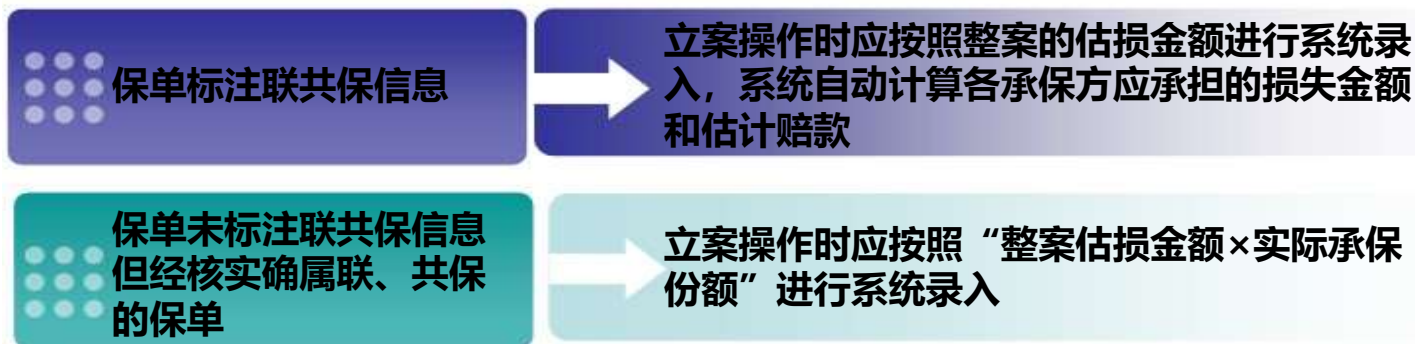 保单标注联共保信息
立案操作时应按照整案的估损金额进行系统录
入，系统自动计算各承保方应承担的损失金额
和估计赔款
保单未标注联共保信息
但经核实确属联、共保
的保单
立案操作时应按照“整案估损金额×实际承保
份额”进行系统录入